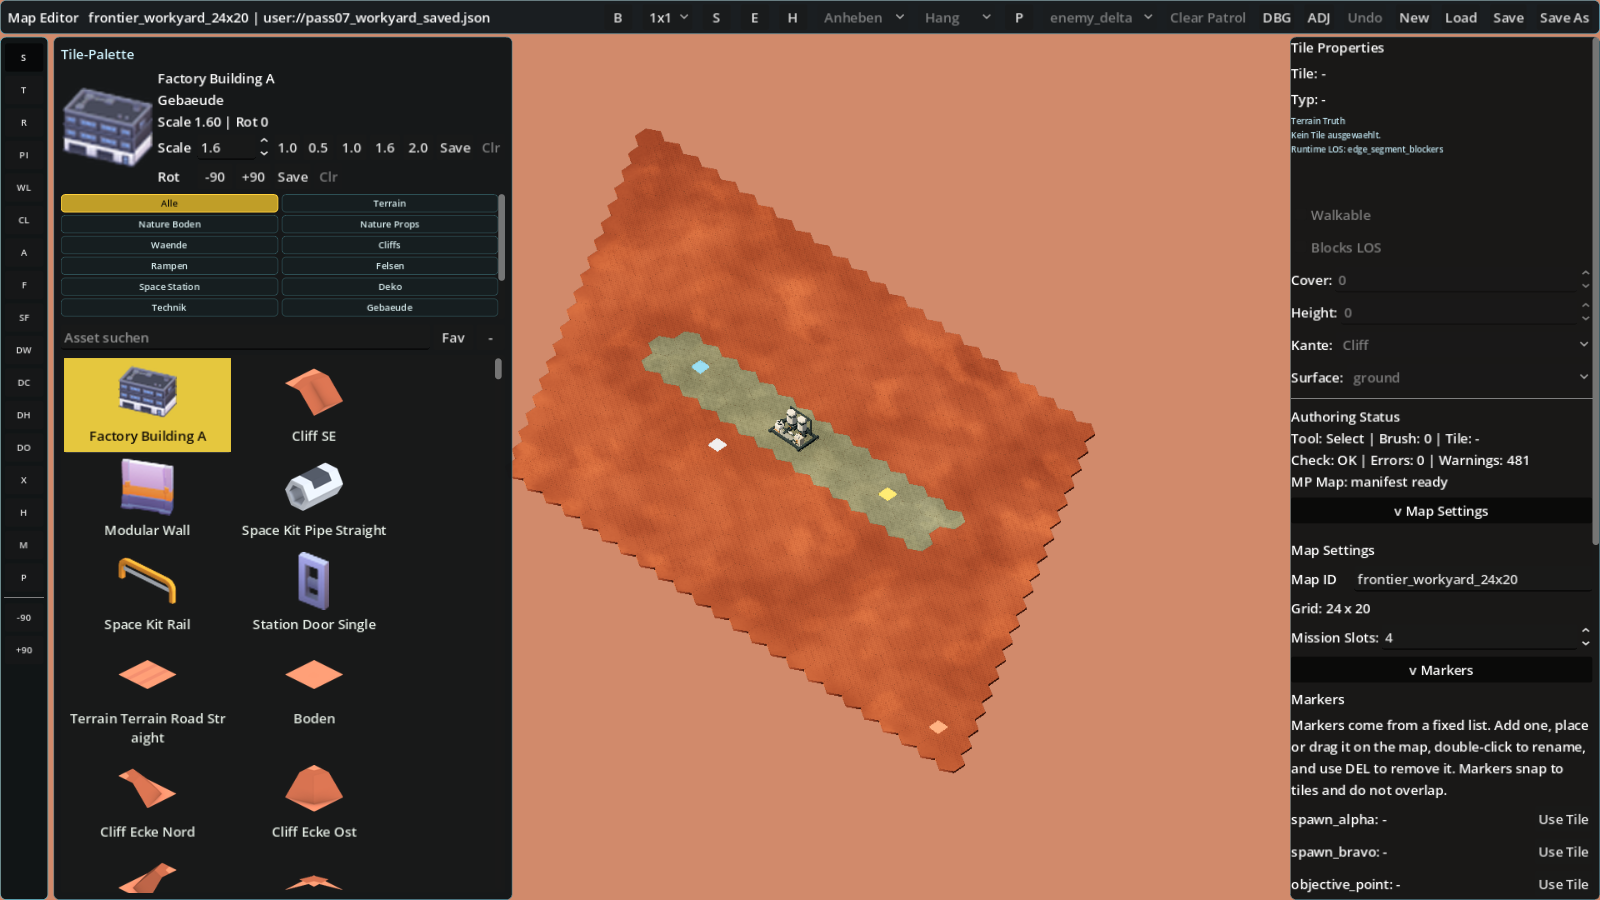 Map Editor frontier_workyard_24x20 | user://pass07_workyard_saved.json B 1x1 S E H Anheben Hang P enemy_delta Clear Patrol DBG ADJ Undo New Load Save Save As
S
T
R
PI
WL
CL
A
F
SF
DW
DC
DH
DO
X
H
M
P
-90
+90
Tile-Palette
Factory Building A
Gebaeude
Scale 1.60 | Rot 0
Scale 1.6 1.0 0.5 1.0 1.6 2.0 Save Clr
Rot -90 +90 Save Clr
Alle Terrain
Nature Boden Nature Props
Waende Cliffs
Rampen Felsen
Space Station Deko
Technik Gebaeude
Asset suchen Fav -
Factory Building A Cliff SE
Modular Wall Space Kit Pipe Straight
Space Kit Rail Station Door Single
Terrain Terrain Road Str
aight
Boden
Cliff Ecke Nord Cliff Ecke Ost
Tile Properties
Tile: -
Typ: -
Terrain Truth
Kein Tile ausgewaehlt.
Runtime LOS: edge_segment_blockers
Walkable
Blocks LOS
Cover: 0
Height: 0
Kante: Cliff
Surface: ground
Authoring Status
Tool: Select | Brush: 0 | Tile: -
Check: OK | Errors: 0 | Warnings: 481
MP Map: manifest ready
v Map Settings
Map Settings
Map ID frontier_workyard_24x20
Grid: 24 x 20
Mission Slots: 4
v Markers
Markers
Markers come from a fixed list. Add one, place
or drag it on the map, double-click to rename,
and use DEL to remove it. Markers snap to
tiles and do not overlap.
spawn_alpha: - Use Tile
spawn_bravo: - Use Tile
objective_point: - Use Tile